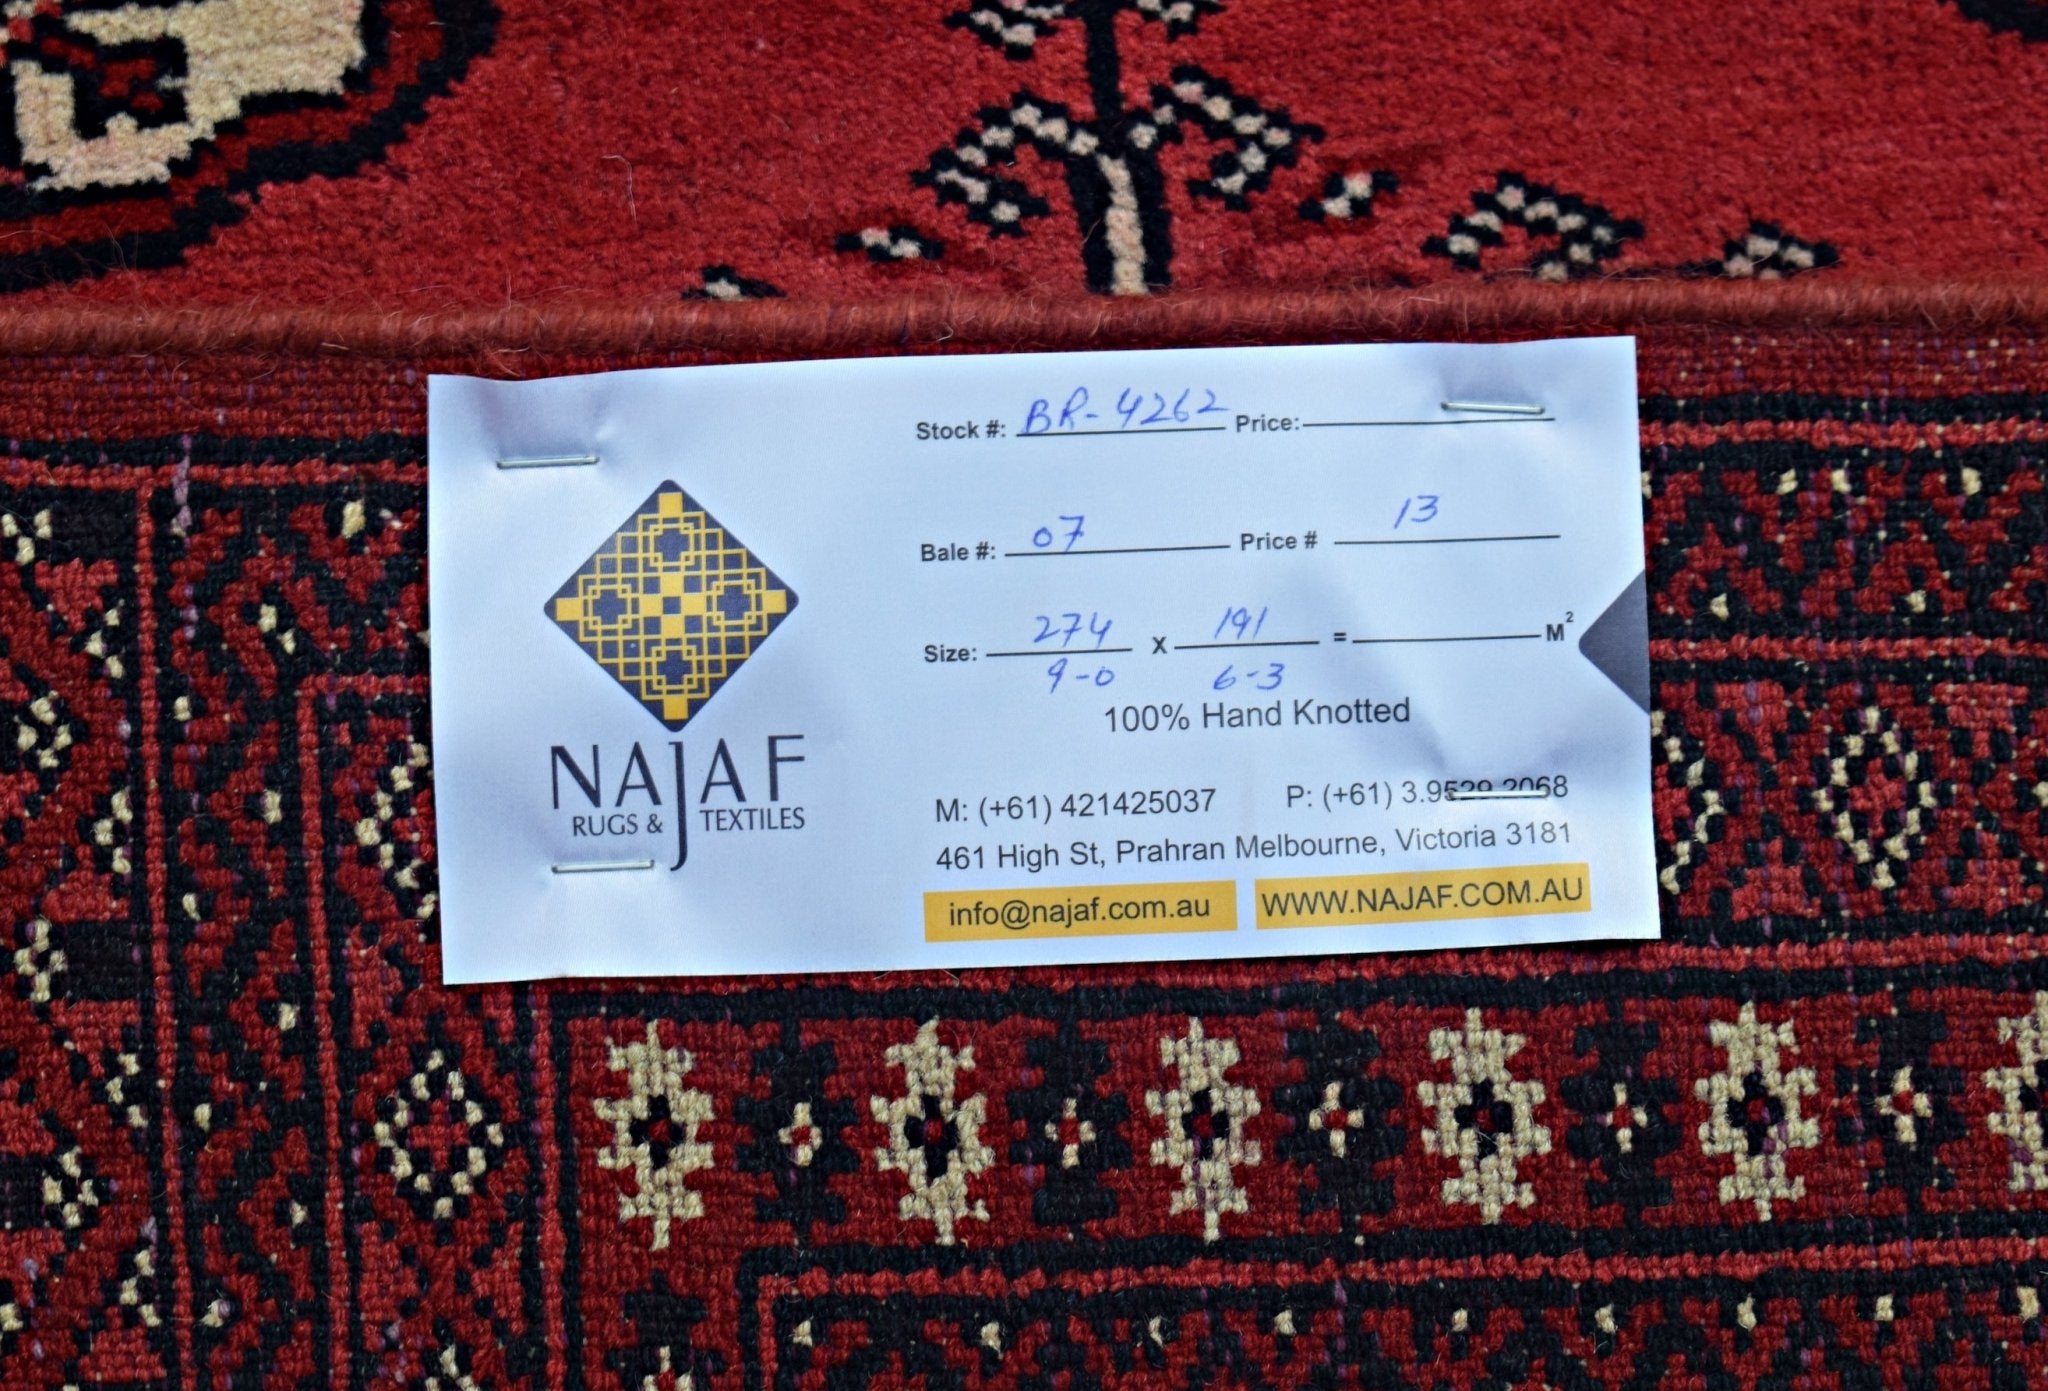 NAJAF
RUGS & TEXTILES
Stock #: BR-4262 Price:
Bale #: 07 Price # 13
Size: 274 x 191 = M²
9-0 6-3
100% Hand Knotted
M: (+61) 421425037 P: (+61) 3.9529.2068
461 High St, Prahran Melbourne, Victoria 3181
info@najaf.com.au WWW.NAJAF.COM.AU